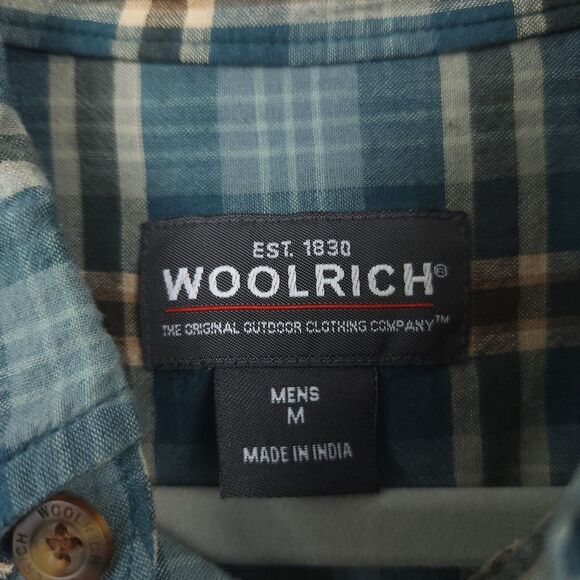 EST. 1830
WOOLRICH®
THE ORIGINAL OUTDOOR CLOTHING COMPANY™
MENS
M
MADE IN INDIA
WOOLRICH